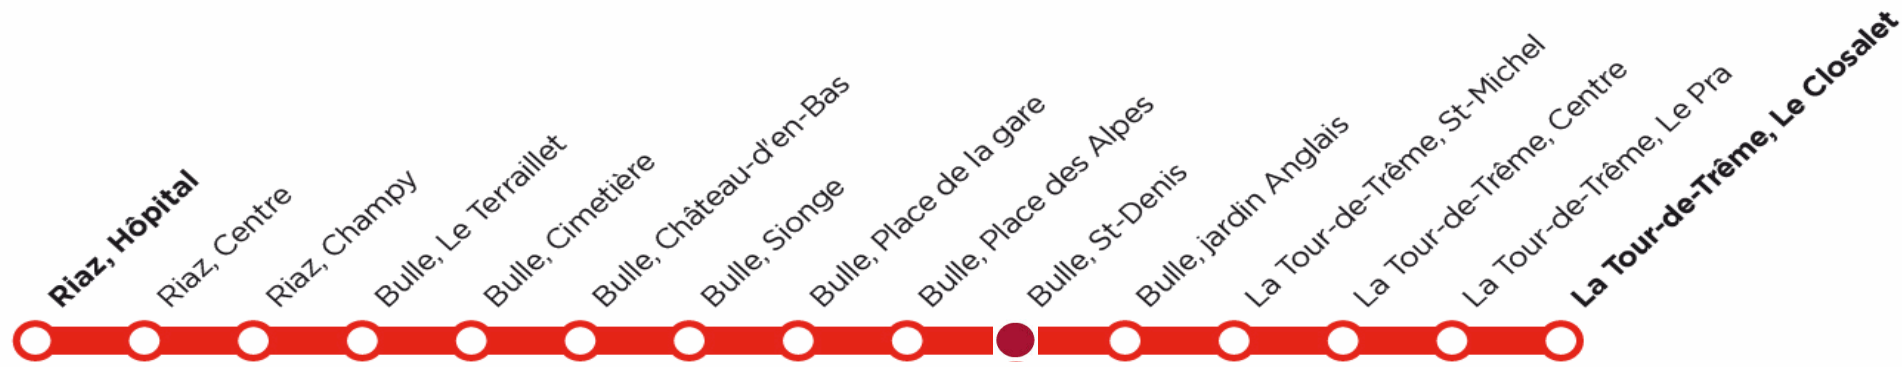 Riaz, Hôpital
Riaz, Centre
Riaz, Champy
Bulle, Le Terraillet
Bulle, Cimetière
Bulle, Château-d'en-Bas
Bulle, Sionge
Bulle, Place de la gare
Bulle, Place des Alpes
Bulle, St-Denis
Bulle, jardin Anglais
La Tour-de-Trême, St-Michel
La Tour-de-Trême, Centre
La Tour-de-Trême, Le Pra
La Tour-de-Trême, Le Closalet